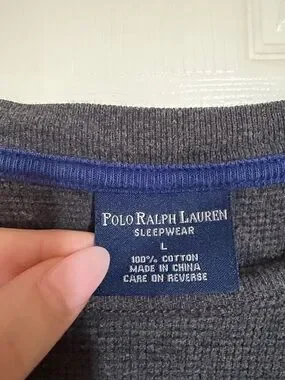 POLO RALPH LAUREN
SLEEPWEAR
L
100% COTTON
MADE IN CHINA
CARE ON REVERSE